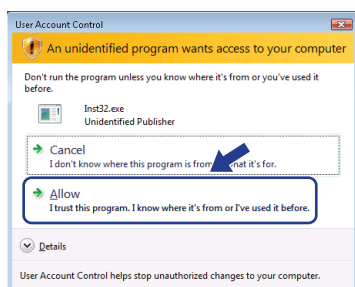 User Account Control
An unidentified program wants access to your computer
Don't run the program unless you know where it's from or you've used it
before.
Inst32.exe
Unidentified Publisher
Cancel
I don't know where this program is from at it's for.
Allow
I trust this program. I know where it's from or I've used it before.
Details
User Account Control helps stop unauthorized changes to your computer.